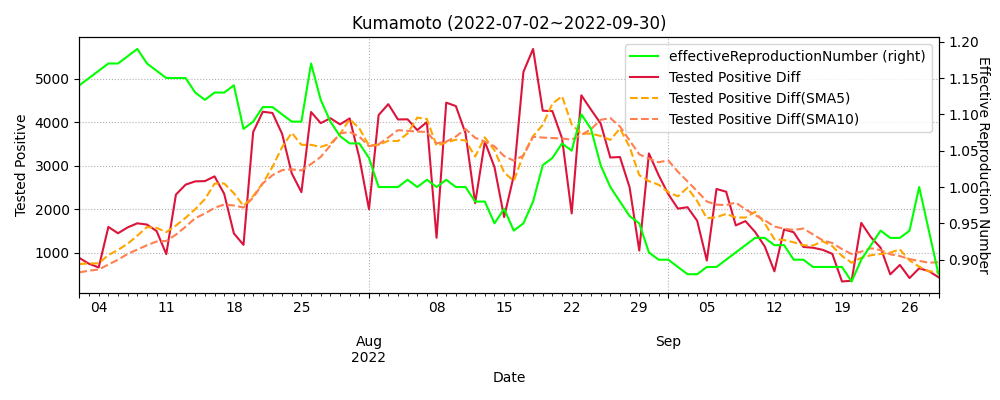 Kumamoto (2022-07-02~2022-09-30)
effectiveReproductionNumber (right)
Tested Positive Diff
Tested Positive Diff(SMA5)
Tested Positive Diff(SMA10)
Tested Positive
5000
4000
3000
2000
1000
1.20
1.15
1.10
1.05
1.00
0.95
0.90
Effective Reproduction Number
04 11 18 25 08 15 22 29 05 12 19 26
Aug Sep
2022
Date